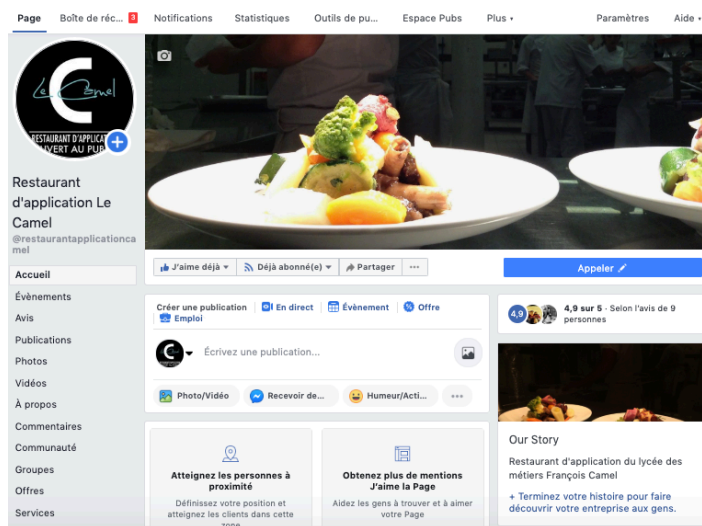 Page Boîte de réc... 3 Notifications Statistiques Outils de pu... Espace Pubs Plus Paramètres Aide
Le Camel
RESTAURANT D'APPLICAT
OUVERT AU PUB
Restaurant
d'application Le
Camel
@restaurantapplicationca
mel
Accueil
Évènements
Avis
Publications
Photos
Vidéos
À propos
Commentaires
Communauté
Groupes
Offres
Services
J'aime déjà Déjà abonné(e) Partager ...
Appeler
Créer une publication En direct Évènement Offre
Emploi
Écrivez une publication...
Photo/Vidéo Recevoir de... Humeur/Acti... ...
Atteignez les personnes à
proximité
Définissez votre position et
atteignez les clients dans cette
zone
Obtenez plus de mentions
J'aime la Page
Aidez les gens à trouver et à aimer
votre Page
4,9 4,9 sur 5 · Selon l'avis de 9
personnes
Our Story
Restaurant d'application du lycée des
métiers François Camel
+ Terminez votre histoire pour faire
découvrir votre entreprise aux gens.